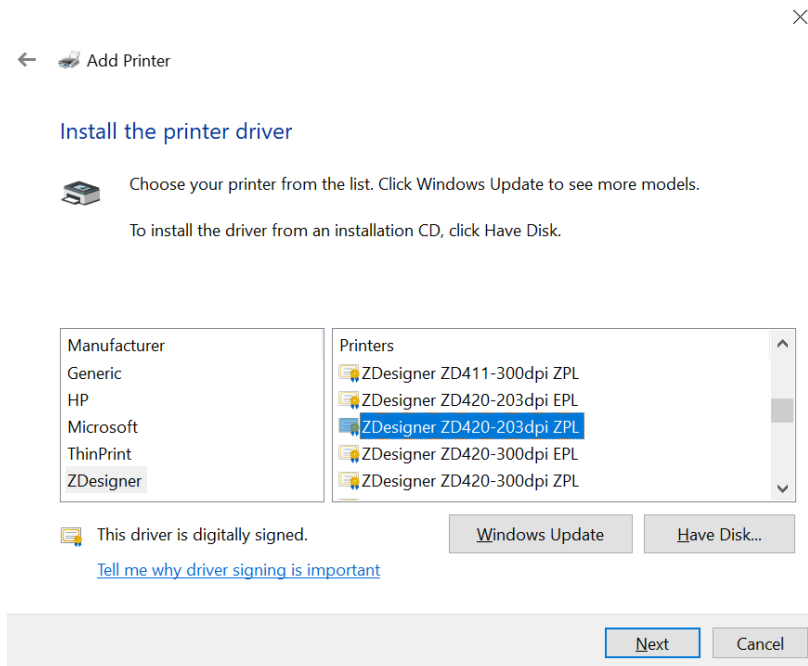 Add Printer
Install the printer driver
Choose your printer from the list. Click Windows Update to see more models.
To install the driver from an installation CD, click Have Disk.
Manufacturer
Generic
HP
Microsoft
ThinPrint
ZDesigner
Printers
ZDesigner ZD411-300dpi ZPL
ZDesigner ZD420-203dpi EPL
ZDesigner ZD420-203dpi ZPL
ZDesigner ZD420-300dpi EPL
ZDesigner ZD420-300dpi ZPL
This driver is digitally signed.
Windows Update
Have Disk...
Tell me why driver signing is important
Next
Cancel